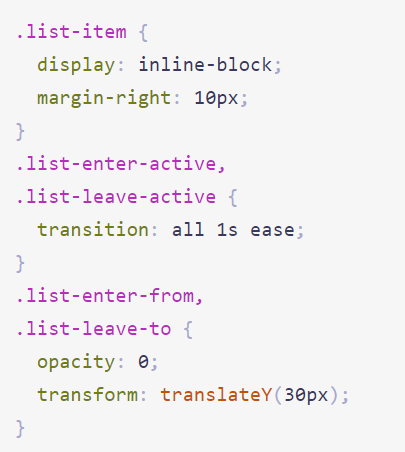 .list-item {
  display: inline-block;
  margin-right: 10px;
}
.list-enter-active,
.list-leave-active {
  transition: all 1s ease;
}
.list-enter-from,
.list-leave-to {
  opacity: 0;
  transform: translateY(30px);
}